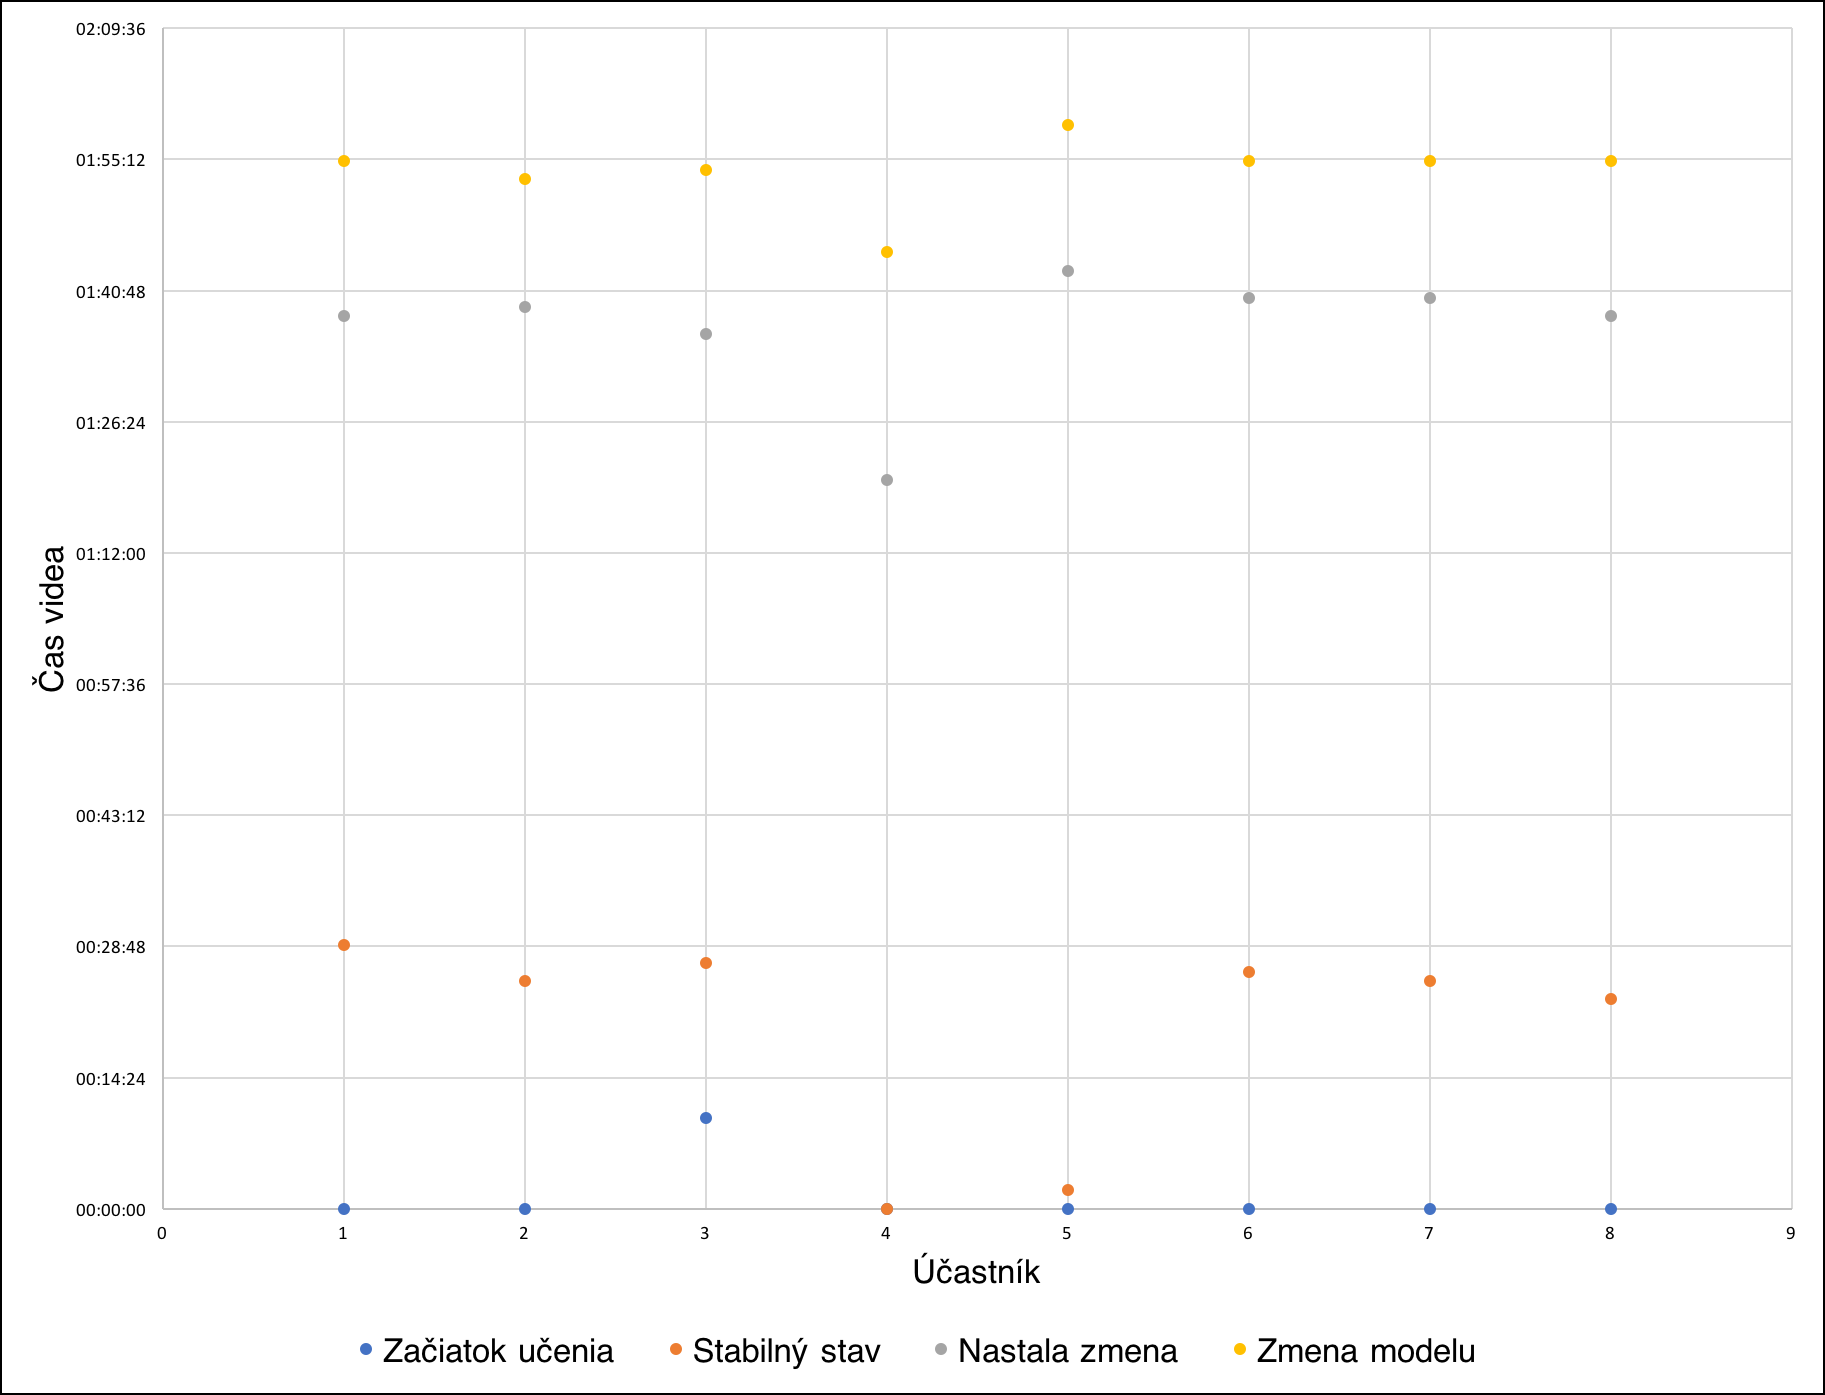 02:09:36
01:55:12
01:40:48
01:26:24
01:12:00
00:57:36
00:43:12
00:28:48
00:14:24
00:00:00
Čas videa
0 1 2 3 4 5 6 7 8 9
Účastník
Začiatok učenia Stabilný stav Nastala zmena Zmena modelu